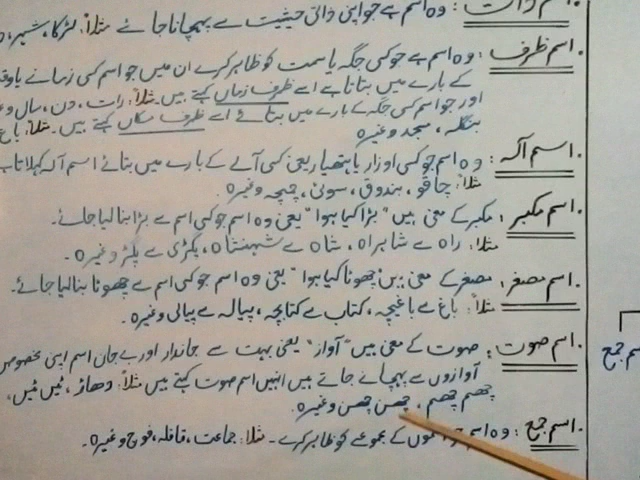 اسم ذات : وہ اسم ہے جو اپنی ذاتی حیثیت سے پہچانا جائے مثلاً: لڑکا، شہر،
اسم ظرف : وہ اسم ہے جو کسی جگہ یا سمت کو ظاہر کرے ان میں جو اسم کسی زمانے یا
کے بارے میں بتاتا ہے اسے ظرف زماں کہتے ہیں۔ مثلاً: رات، دن، سال
اور جو اسم کسی جگہ کے بارے میں بتائے اسے ظرف مکاں کہتے ہیں۔ مثلاً: باغ
بنگلہ، مسجد وغیرہ
اسم آلہ : وہ اسم جو کسی اوزار یا ہتھیار یعنی کسی آلے کے بارے میں بتائے اسم آلہ کہلاتا
مثلاً: چاقو، بندوق، سوئی، چمچہ وغیرہ۔
اسم مکبر : مکبر کے معنی ہیں "بڑا کیا ہوا" یعنی وہ اسم جو کسی اسم سے بڑا بنا لیا جائے۔
مثلاً: راہ سے شاہراہ، شاہ سے شہنشاہ، پگڑی سے پگڑ وغیرہ۔
اسم مصغر : مصغر کے معنی ہیں "چھوٹا کیا ہوا" یعنی وہ اسم جو کسی اسم سے چھوٹا بنا لیا جائے۔
مثلاً: باغ سے باغیچہ، کتاب سے کتابچہ، پیالہ سے پیالی وغیرہ۔
اسم صوت : صوت کے معنی ہیں "آواز" یعنی بہت سے جاندار اور بے جان اسم اپنی مخصوص
آوازوں سے پہچانے جاتے ہیں انہیں اسم صوت کہتے ہیں مثلاً: دھاڑ، ٹیں ٹیں،
چھم چھم، چھن چھن وغیرہ۔
اسم جمع : وہ اسم جو کے مجموعے کو ظاہر کرے۔ مثلاً: جماعت، قافلہ، فوج وغیرہ۔
سم جمع